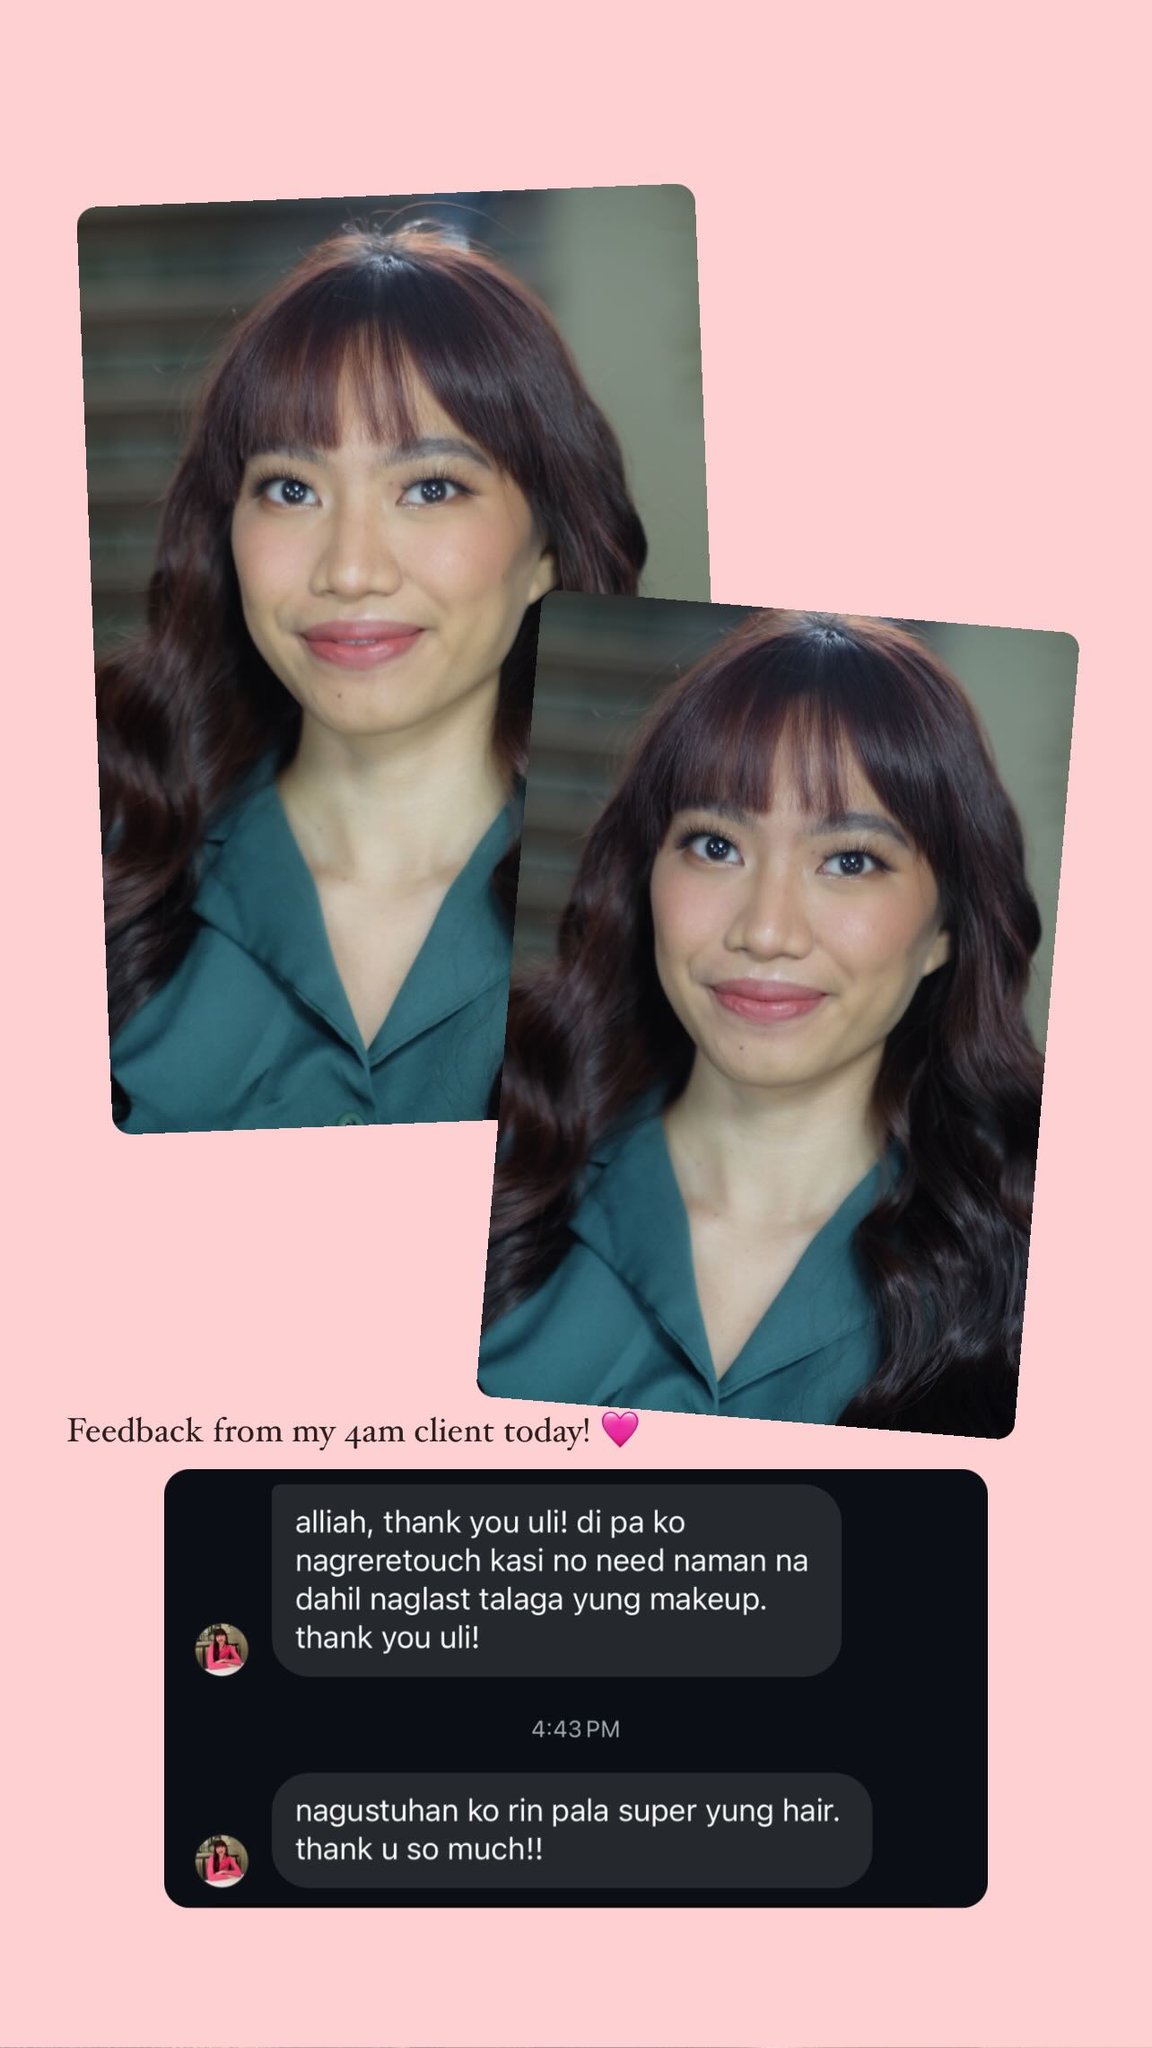 Feedback from my 4am client today! 🩷
alliah, thank you uli! di pa ko
nagreretouch kasi no need naman na
dahil naglast talaga yung makeup.
thank you uli!
4:43 PM
nagustuhan ko rin pala super yung hair.
thank u so much!!